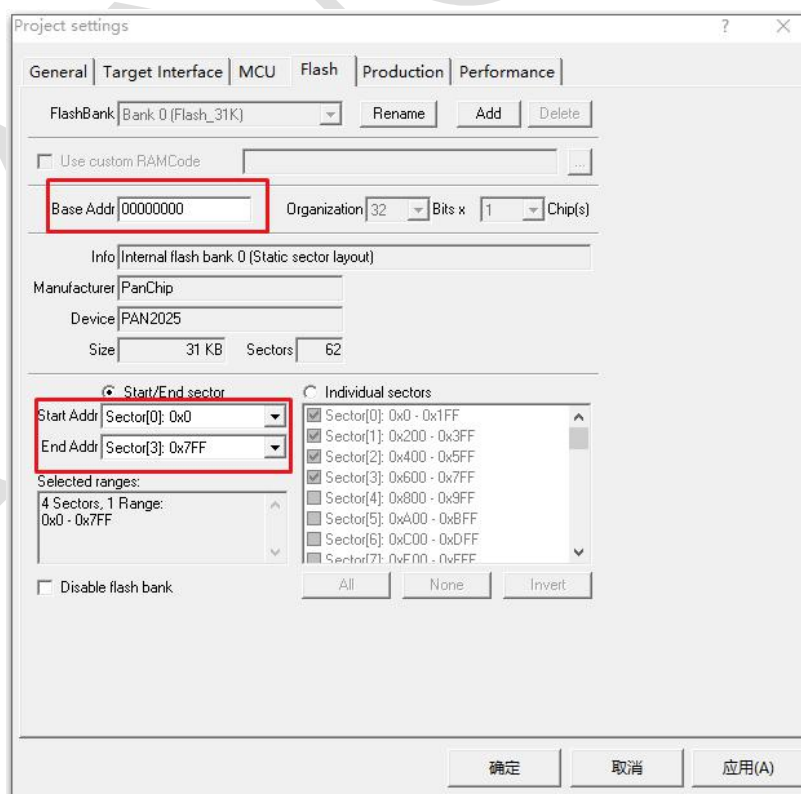 Project settings ? ×
General Target Interface MCU Flash Production Performance
FlashBank Bank 0 (Flash_31K) Rename Add Delete
Use custom RAMCode ...
Base Addr 00000000 Organization 32 Bits x 1 Chip(s)
Info Internal flash bank 0 (Static sector layout)
Manufacturer PanChip
Device PAN2025
Size 31 KB Sectors 62
Start/End sector Individual sectors
Start Addr Sector[0]: 0x0
End Addr Sector[3]: 0x7FF
Selected ranges:
4 Sectors, 1 Range:
0x0 - 0x7FF
Sector[0]: 0x0 - 0x1FF
Sector[1]: 0x200 - 0x3FF
Sector[2]: 0x400 - 0x5FF
Sector[3]: 0x600 - 0x7FF
Sector[4]: 0x800 - 0x9FF
Sector[5]: 0xA00 - 0xBFF
Sector[6]: 0xC00 - 0xDFF
Sector[7]: 0xE00 - 0xFFF
Disable flash bank All None Invert
确定 取消 应用(A)